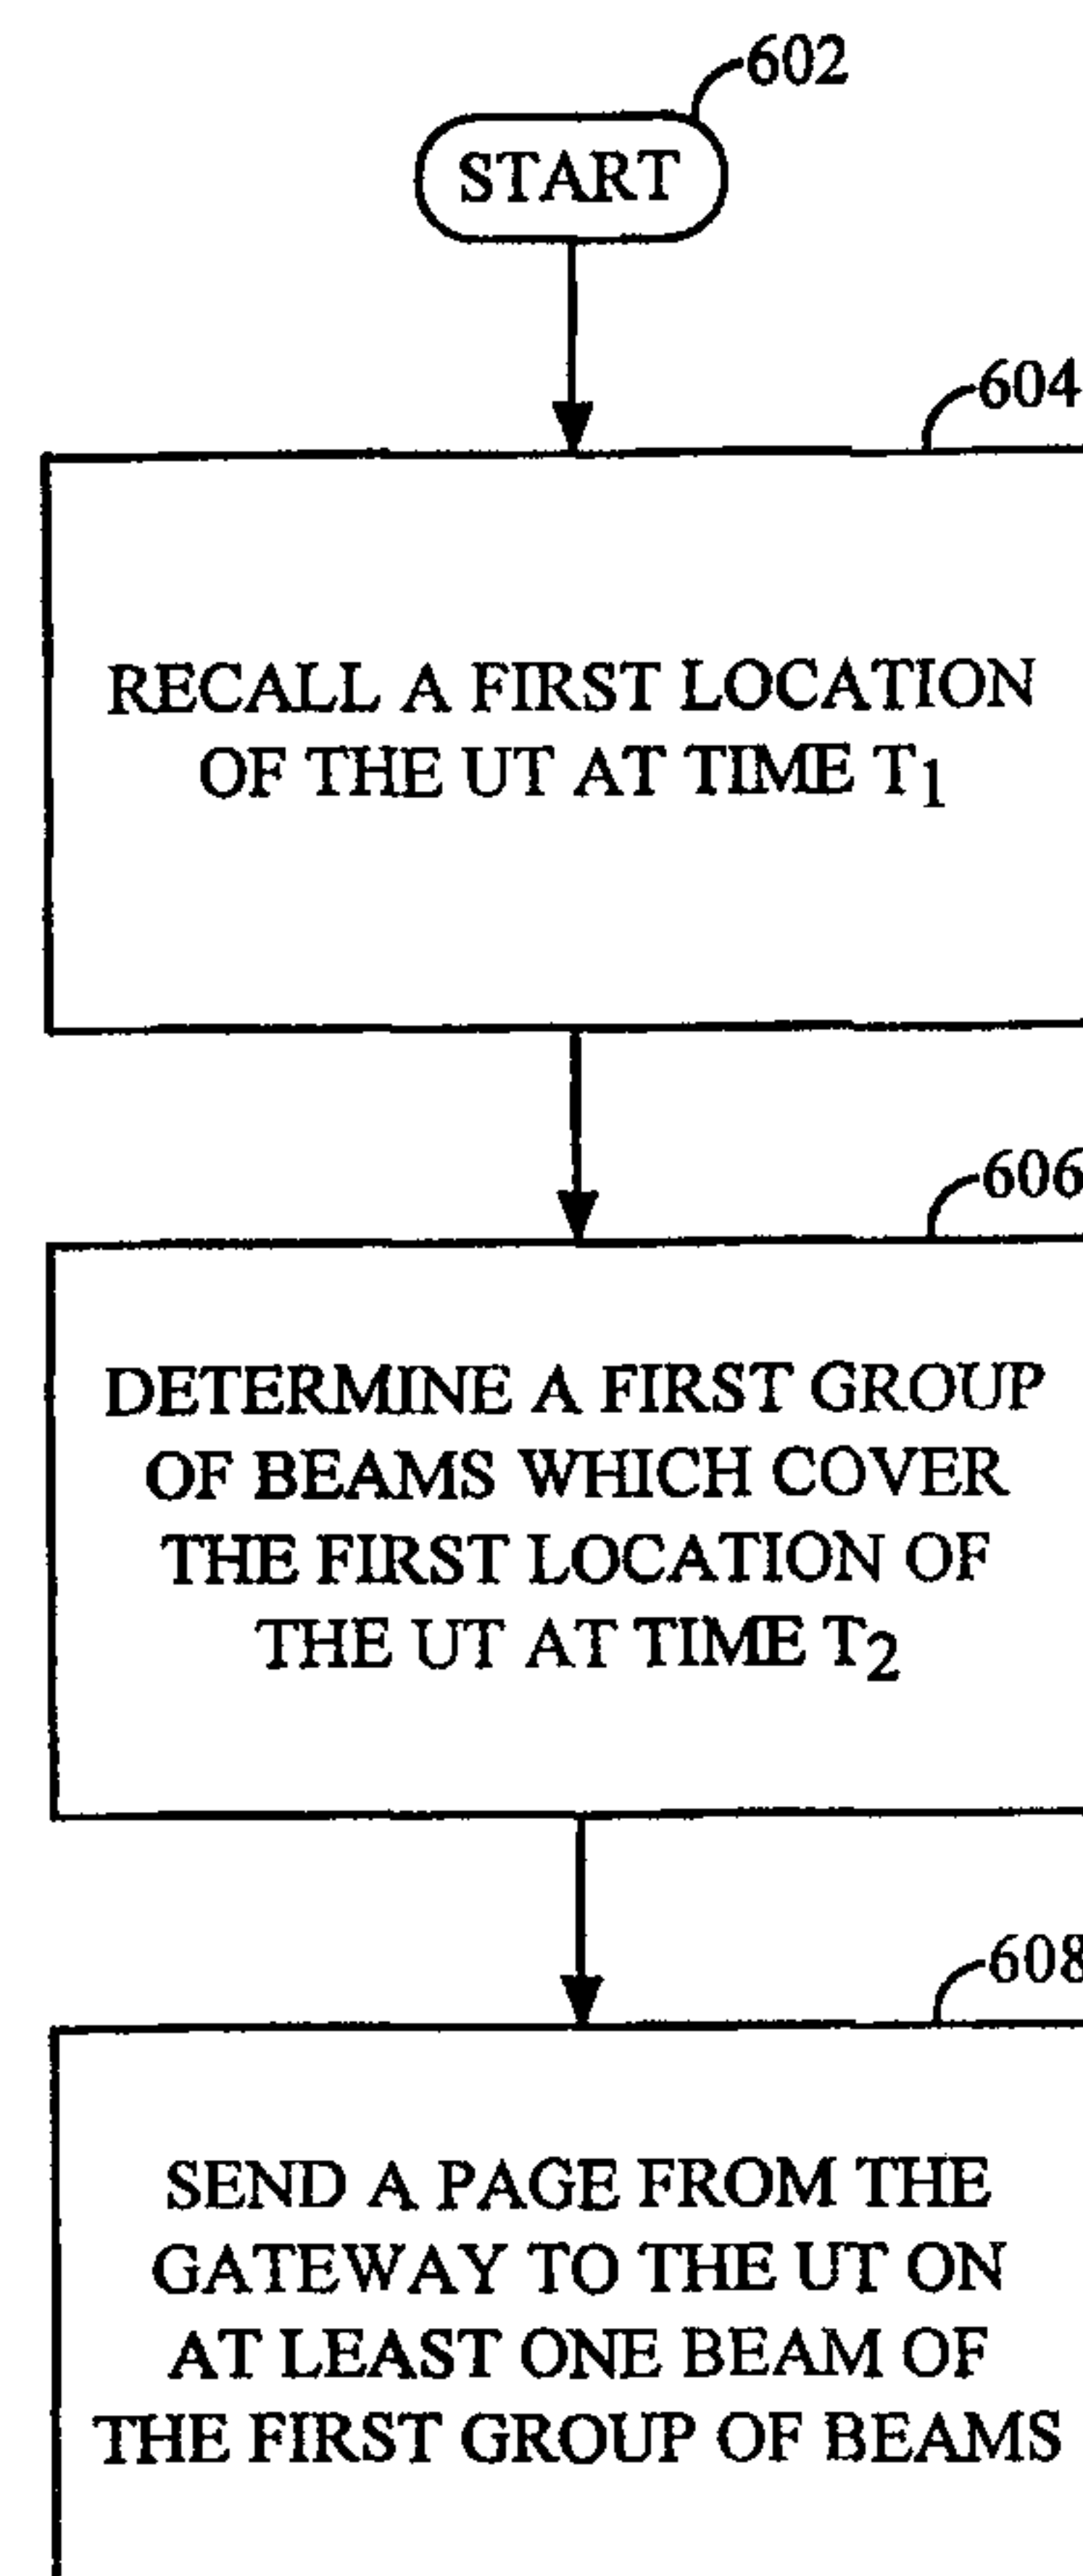 602
START
604
RECALL A FIRST LOCATION
OF THE UT AT TIME T1
606
DETERMINE A FIRST GROUP
OF BEAMS WHICH COVER
THE FIRST LOCATION OF
THE UT AT TIME T2
608
SEND A PAGE FROM THE
GATEWAY TO THE UT ON
AT LEAST ONE BEAM OF
THE FIRST GROUP OF BEAMS